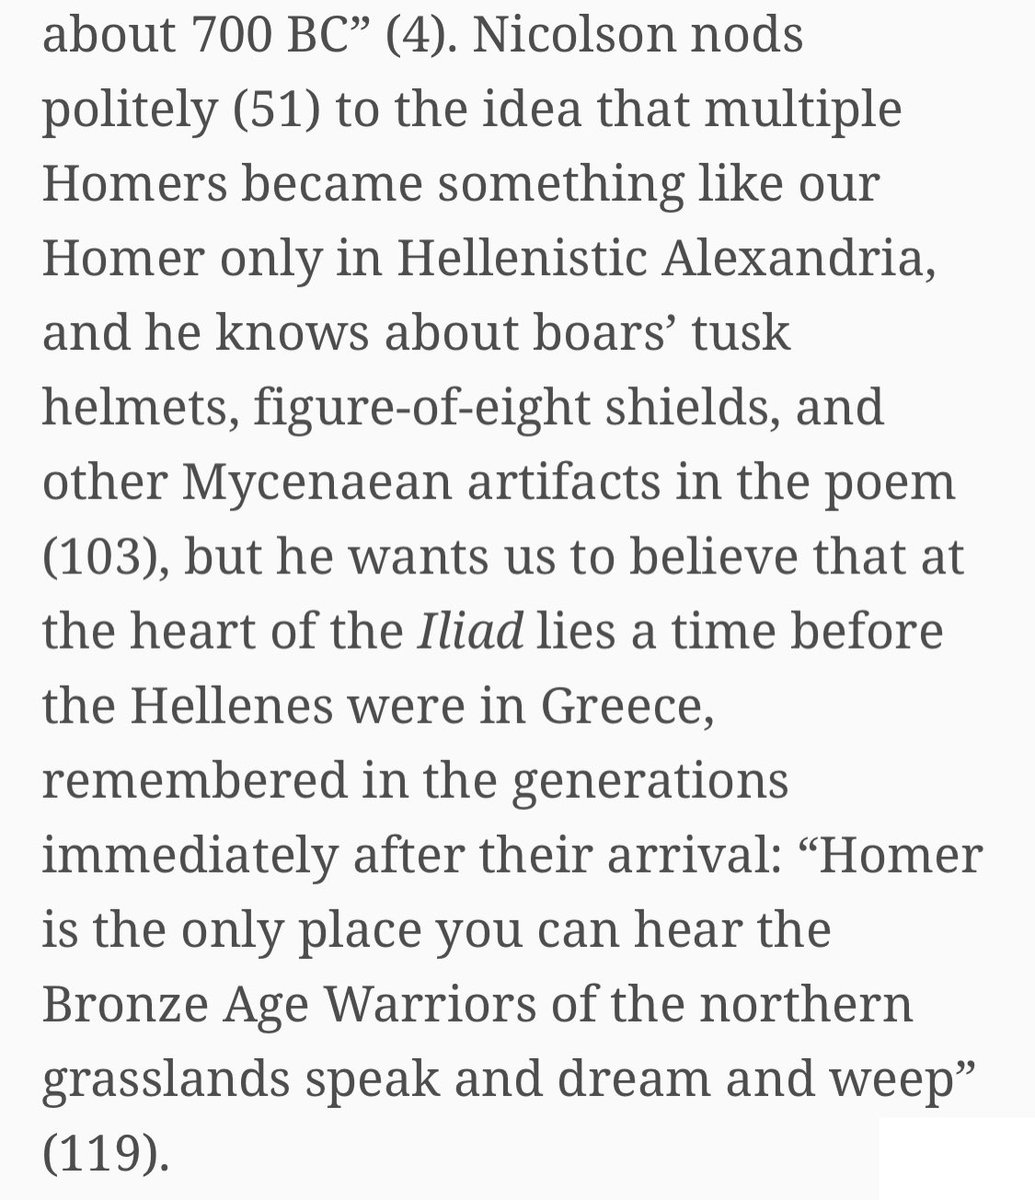 about 700 BC” (4). Nicolson nods
politely (51) to the idea that multiple
Homers became something like our
Homer only in Hellenistic Alexandria,
and he knows about boars’ tusk
helmets, figure-of-eight shields, and
other Mycenaean artifacts in the poem
(103), but he wants us to believe that at
the heart of the Iliad lies a time before
the Hellenes were in Greece,
remembered in the generations
immediately after their arrival: “Homer
is the only place you can hear the
Bronze Age Warriors of the northern
grasslands speak and dream and weep”
(119).